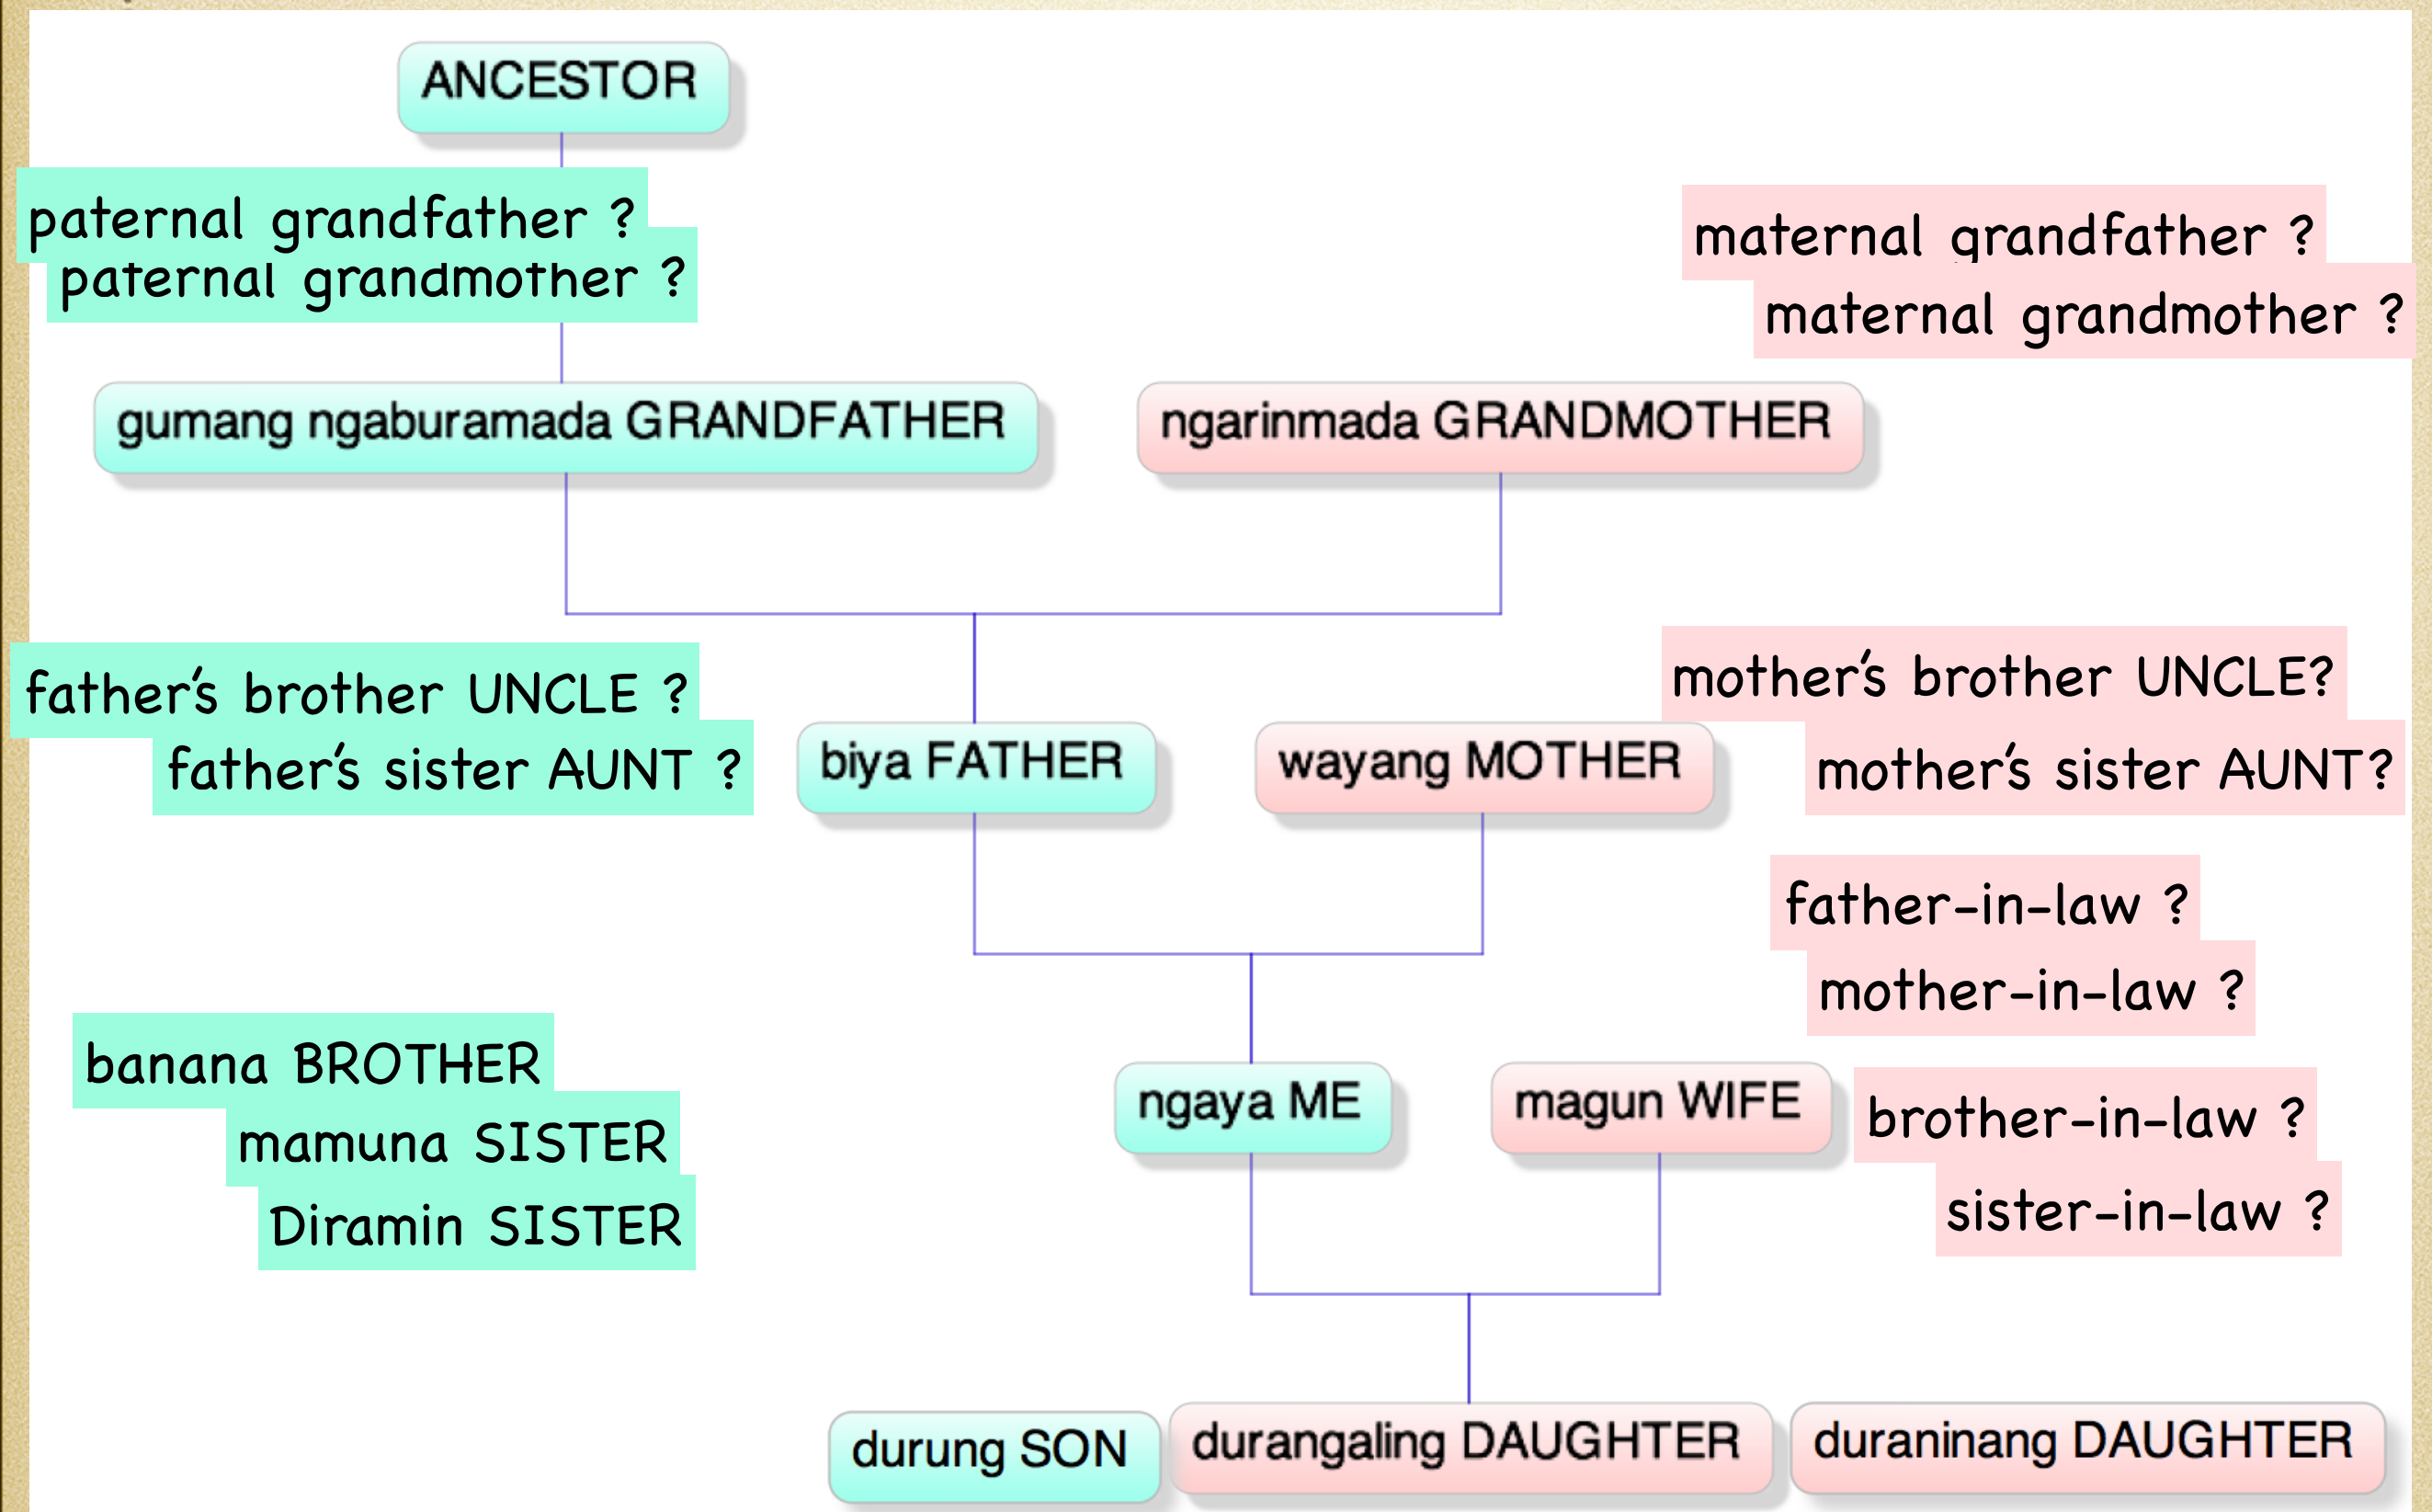 ANCESTOR
paternal grandfather ?
paternal grandmother ?
maternal grandfather ?
maternal grandmother ?
gumang ngaburamada GRANDFATHER
ngarinmada GRANDMOTHER
father's brother UNCLE ?
father's sister AUNT ?
biya FATHER
wayang MOTHER
mother's brother UNCLE?
mother's sister AUNT?
father-in-law ?
mother-in-law ?
banana BROTHER
mamuna SISTER
Diramin SISTER
ngaya ME
magun WIFE
brother-in-law ?
sister-in-law ?
durung SON
durangaling DAUGHTER
duraninang DAUGHTER